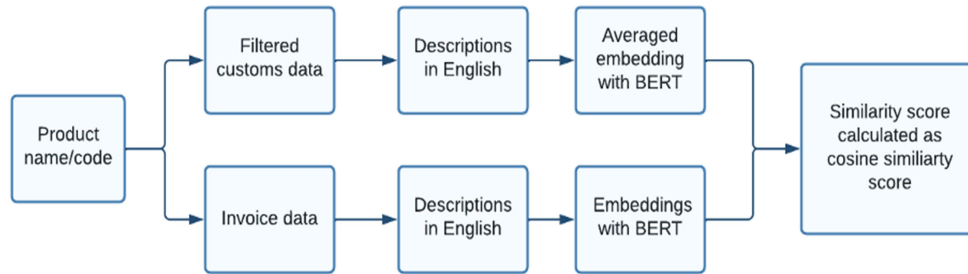 Product
name/code
Filtered
customs data
Descriptions
in English
Averaged
embedding
with BERT
Invoice data
Descriptions
in English
Embeddings
with BERT
Similarity score
calculated as
cosine similiarty
score